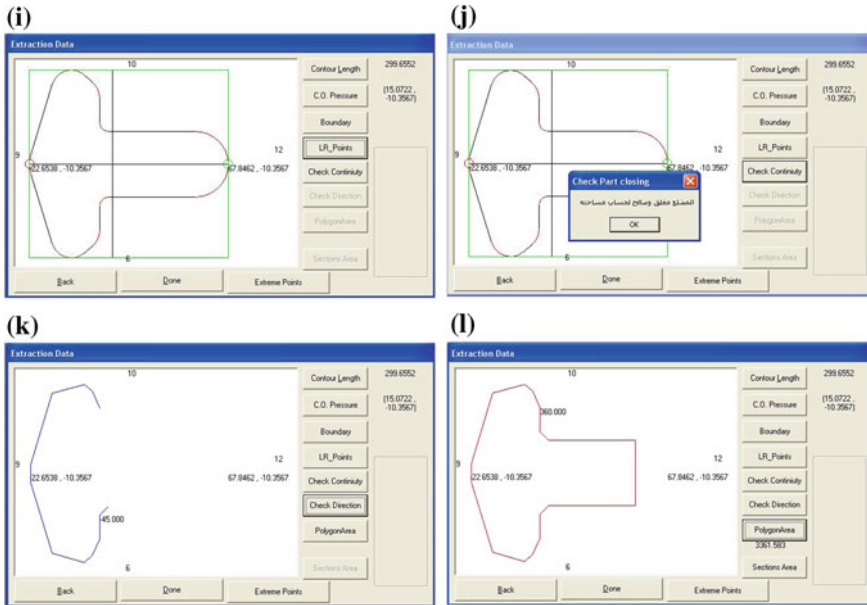 (i)
Extraction Data
10
9
12
-22.6538 , -10.3567
67.8462 , -10.3567
6
Contour Length
C.O. Pressure
Boundary
LR_Points
Check Continiuty
Check Direction
PolygonArea
Sections Area
299.6552
(15.0722 ,
-10.3567)
Back
Done
Extreme Points
(j)
Extraction Data
10
9
12
-22.6538 , -10.3567
67.8462 , -10.3567
6
Check Part closing
المضلع مغلق وصالح لحساب مساحته
OK
Contour Length
C.O. Pressure
Boundary
LR_Points
Check Continiuty
Check Direction
PolygonArea
Sections Area
299.6552
(15.0722 ,
-10.3567)
Back
Done
Extreme Points
(k)
Extraction Data
10
9
12
-22.6538 , -10.3567
67.8462 , -10.3567
-45.000
6
Contour Length
C.O. Pressure
Boundary
LR_Points
Check Continiuty
Check Direction
PolygonArea
Sections Area
299.6552
(15.0722 ,
-10.3567)
Back
Done
Extreme Points
(l)
Extraction Data
10
360.000
9
12
-22.6538 , -10.3567
67.8462 , -10.3567
6
Contour Length
C.O. Pressure
Boundary
LR_Points
Check Continiuty
Check Direction
PolygonArea
3361.583
Sections Area
299.6552
(15.0722 ,
-10.3567)
Back
Done
Extreme Points